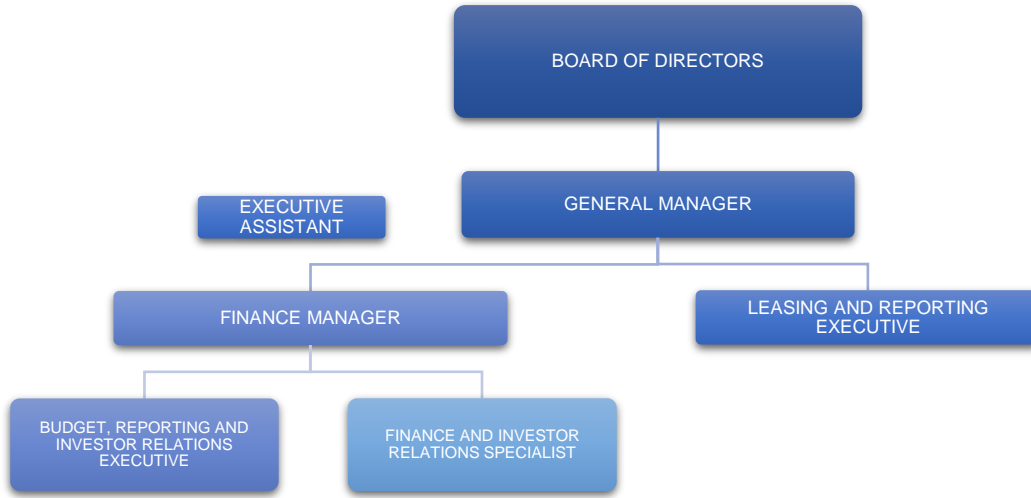 BOARD OF DIRECTORS
GENERAL MANAGER
EXECUTIVE
ASSISTANT
FINANCE MANAGER
LEASING AND REPORTING
EXECUTIVE
BUDGET, REPORTING AND
INVESTOR RELATIONS
EXECUTIVE
FINANCE AND INVESTOR
RELATIONS SPECIALIST